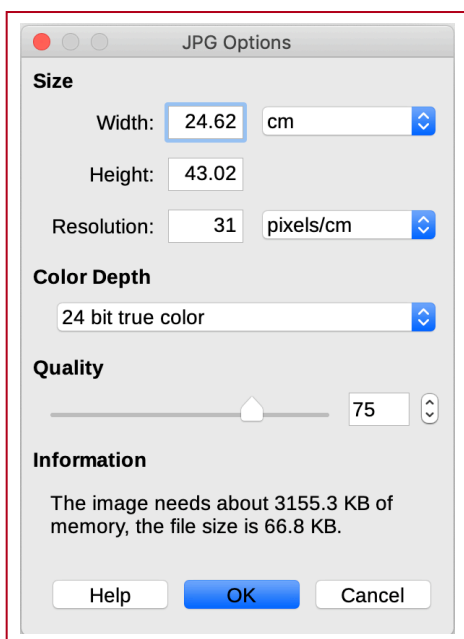 JPG Options
Size
Width: 24.62 cm
Height: 43.02
Resolution: 31 pixels/cm
Color Depth
24 bit true color
Quality
75
Information
The image needs about 3155.3 KB of
memory, the file size is 66.8 KB.
Help OK Cancel